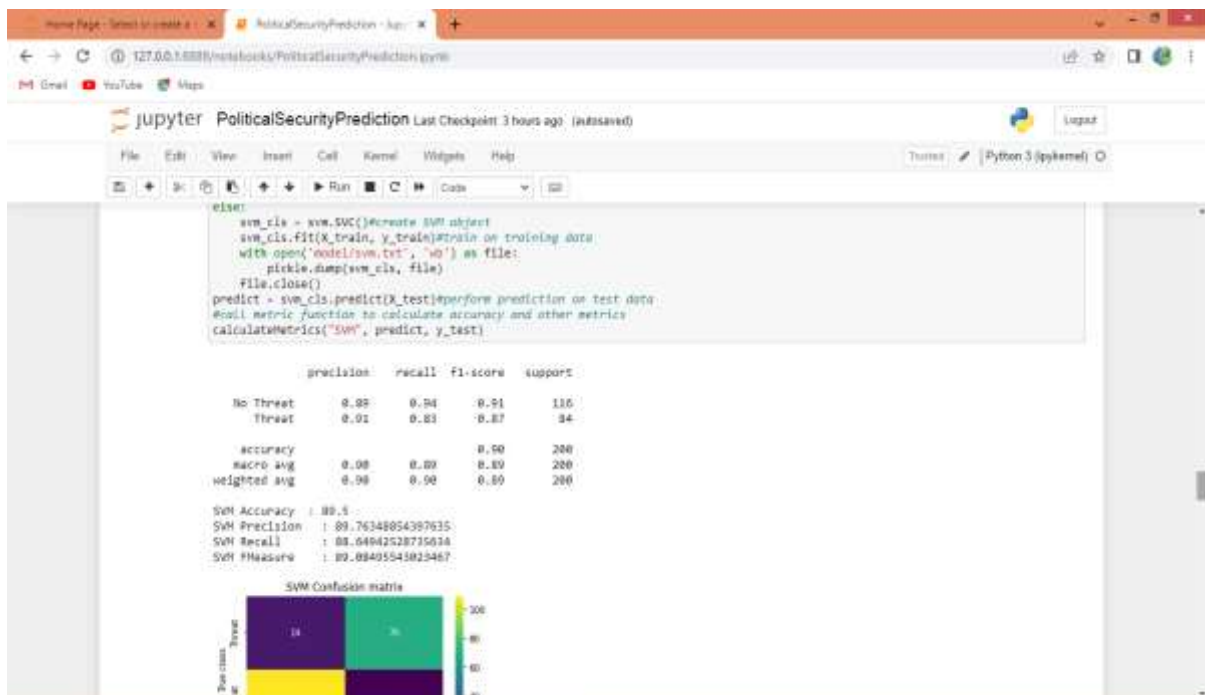 Home Page - Select or create a
PoliticalSecurityPrediction - Jup
127.0.0.1:8888/notebooks/PoliticalSecurityPrediction.ipynb
Gmail YouTube Maps
jupyter PoliticalSecurityPrediction Last Checkpoint: 3 hours ago (autosaved)
Logout
File Edit View Insert Cell Kernel Widgets Help
Trusted Python 3 (ipykernel)
Run Code
else:
svm_cls = svm.SVC()#create SVM object
svm_cls.fit(X_train, y_train)#train on training data
with open('model/svm.txt', 'wb') as file:
pickle.dump(svm_cls, file)
file.close()
predict = svm_cls.predict(X_test)#perform prediction on test data
#call metric function to calculate accuracy and other metrics
calculateMetrics("SVM", predict, y_test)
precision recall f1-score support
No Threat 0.89 0.94 0.91 116
Threat 0.91 0.83 0.87 84
accuracy 0.90 200
macro avg 0.90 0.89 0.89 200
weighted avg 0.90 0.90 0.89 200
SVM Accuracy : 89.5
SVM Precision : 89.76348054397635
SVM Recall : 88.64942528735634
SVM FMeasure : 89.08495543023467
SVM Confusion matrix
Threat
14
100
80
60
True class